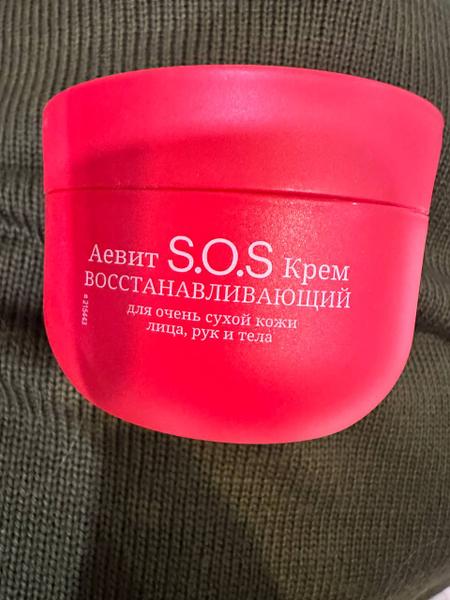 Аевит S.O.S Крем
ВОССТАНАВЛИВАЮЩИЙ
для очень сухой кожи
лица, рук и тела